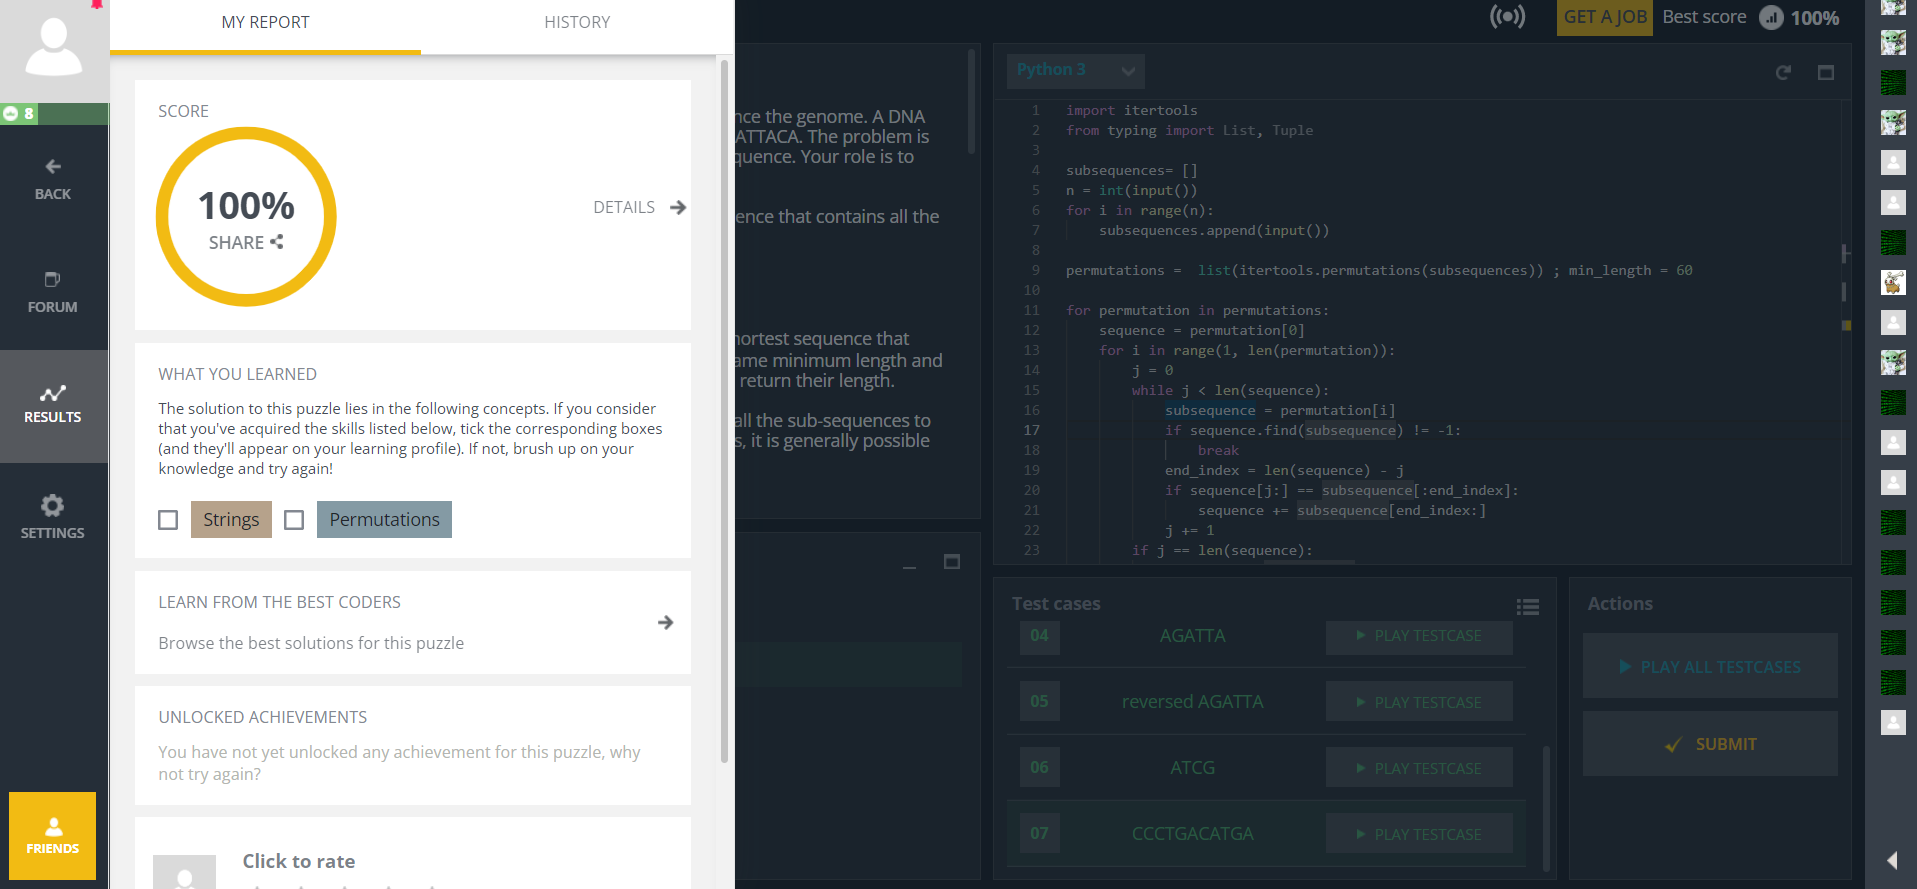 8
BACK
FORUM
RESULTS
SETTINGS
FRIENDS
MY REPORT
HISTORY
SCORE
100%
SHARE
DETAILS
WHAT YOU LEARNED
The solution to this puzzle lies in the following concepts. If you consider
that you've acquired the skills listed below, tick the corresponding boxes
(and they'll appear on your learning profile). If not, brush up on your
knowledge and try again!
Strings
Permutations
LEARN FROM THE BEST CODERS
Browse the best solutions for this puzzle
UNLOCKED ACHIEVEMENTS
You have not yet unlocked any achievement for this puzzle, why
not try again?
Click to rate
GET A JOB
Best score
100%
the genome. A DNA
ATTACA. The problem is
Your role is to
that contains all the
sequence that
minimum length and
return their length.
all the sub-sequences to
it is generally possible
Python 3
1 import itertools
2 from typing import List, Tuple
3
4 subsequences= []
5 n = int(input())
6 for i in range(n):
7 subsequences.append(input())
8
9 permutations =  list(itertools.permutations(subsequences)) ; min_length = 60
10
11 for permutation in permutations:
12 sequence = permutation[0]
13 for i in range(1, len(permutation)):
14 j = 0
15 while j < len(sequence):
16 subsequence = permutation[i]
17 if sequence.find(subsequence) != -1:
18 break
19 end_index = len(sequence) - j
20 if sequence[j:] == subsequence[:end_index]:
21 sequence += subsequence[end_index:]
22 j += 1
23 if j == len(sequence):
Test cases
04 AGATTA PLAY TESTCASE
05 reversed AGATTA PLAY TESTCASE
06 ATCG PLAY TESTCASE
07 CCCTGACATGA PLAY TESTCASE
Actions
PLAY ALL TESTCASES
SUBMIT